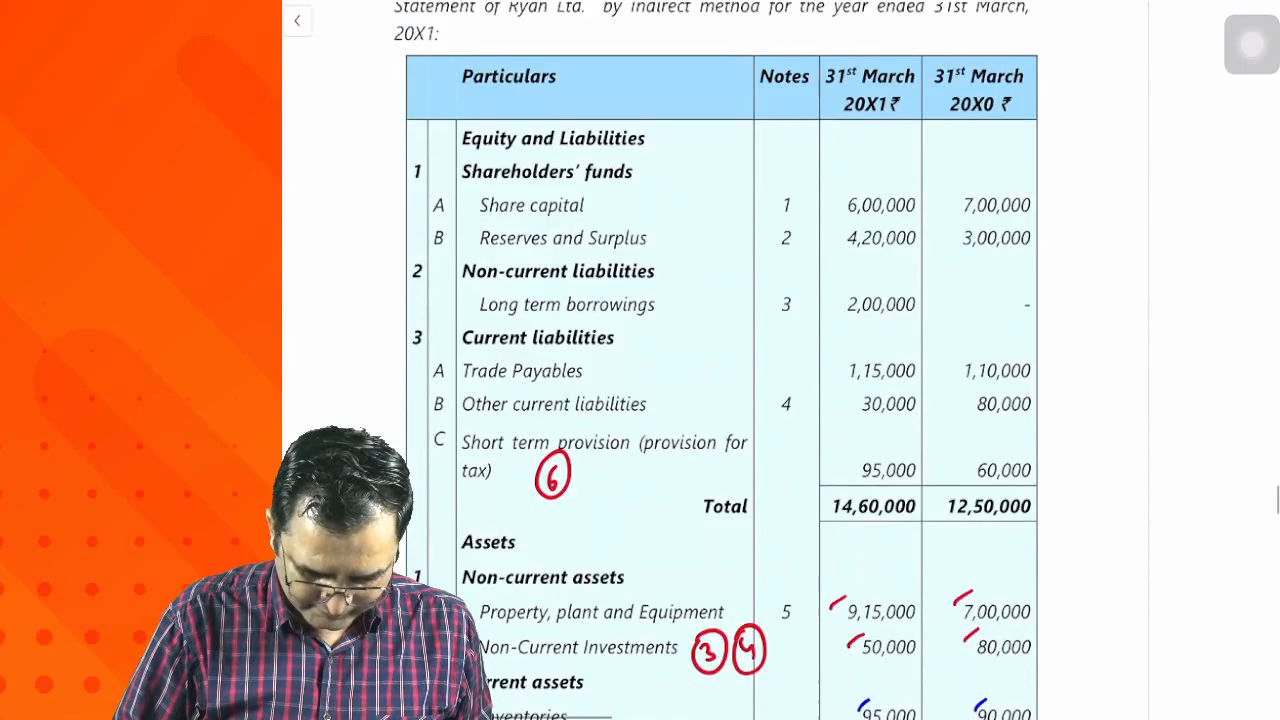 Statement of Ryan Ltd. by indirect method for the year ended 31st March,
20X1:
Particulars Notes 31st March 20X1₹ 31st March 20X0 ₹
Equity and Liabilities
1 Shareholders' funds
A Share capital 1 6,00,000 7,00,000
B Reserves and Surplus 2 4,20,000 3,00,000
2 Non-current liabilities
Long term borrowings 3 2,00,000 -
3 Current liabilities
A Trade Payables 1,15,000 1,10,000
B Other current liabilities 4 30,000 80,000
C Short term provision (provision for
tax) 6 95,000 60,000
Total 14,60,000 12,50,000
Assets
1 Non-current assets
Property, plant and Equipment 5 9,15,000 7,00,000
Non-Current Investments 3 4 50,000 80,000
rrent assets
ventories 95,000 90,000